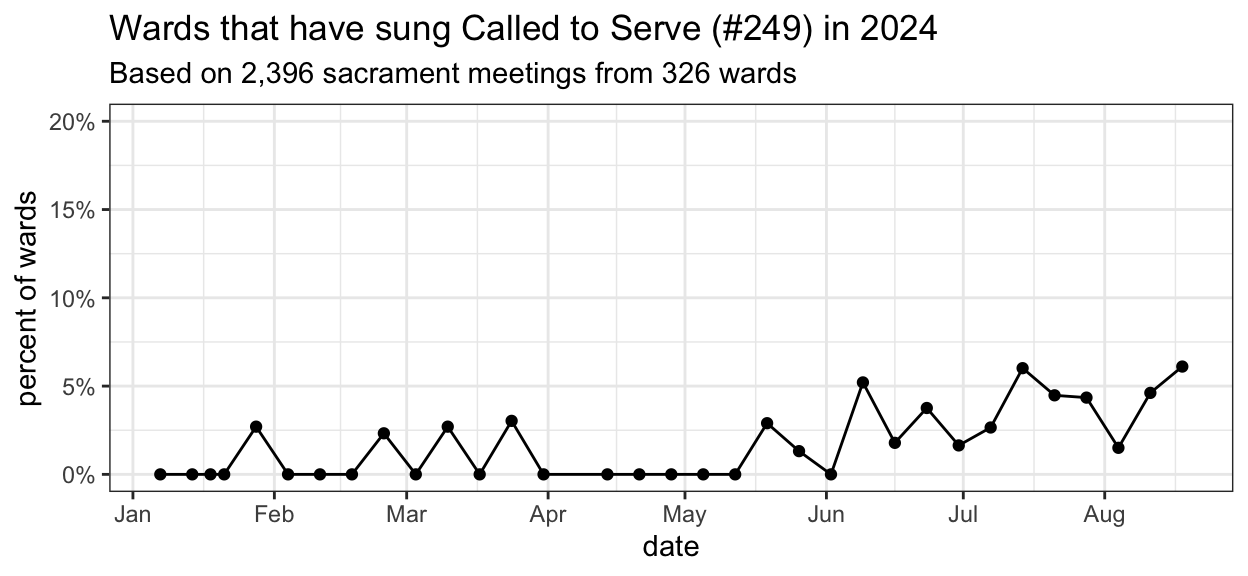 Wards that have sung Called to Serve (#249) in 2024
Based on 2,396 sacrament meetings from 326 wards
percent of wards
20%
15%
10%
5%
0%
Jan Feb Mar Apr May Jun Jul Aug
date